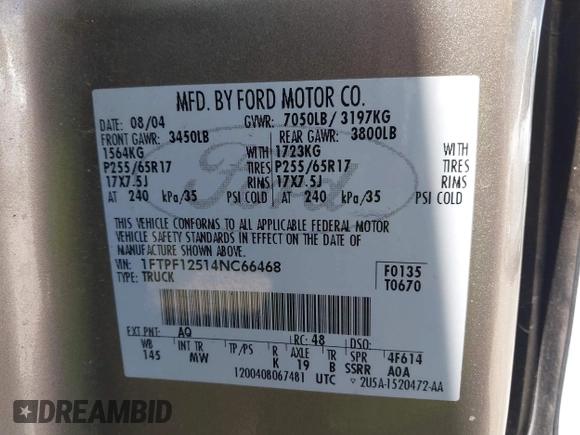 MFD. BY FORD MOTOR CO.
DATE: 08/04 GVWR: 7050LB/ 3197KG
FRONT GAWR: 3450LB REAR GAWR: 3800LB
1564KG WITH 1723KG WITH
P255/65R17 TIRES P255/65R17 TIRES
17X7.5J RIMS 17X7.5J RIMS
AT 240 kPa/35 PSI COLD AT 240 kPa/35 PSI COLD
THIS VEHICLE CONFORMS TO ALL APPLICABLE FEDERAL MOTOR
VEHICLE SAFETY STANDARDS IN EFFECT ON THE DATE OF
MANUFACTURE SHOWN ABOVE.
VIN: 1FTPF12514NC66468 F0135
TYPE: TRUCK T0670
EXT PNT: AQ RC: 48 DSO:
WB INT TR TP/PS R AXLE TR SPR 4F614
145 MW K 19 B SSRR A0A
1200408067481 UTC 2U5A-1520472-AA
Ford
DREAMBID